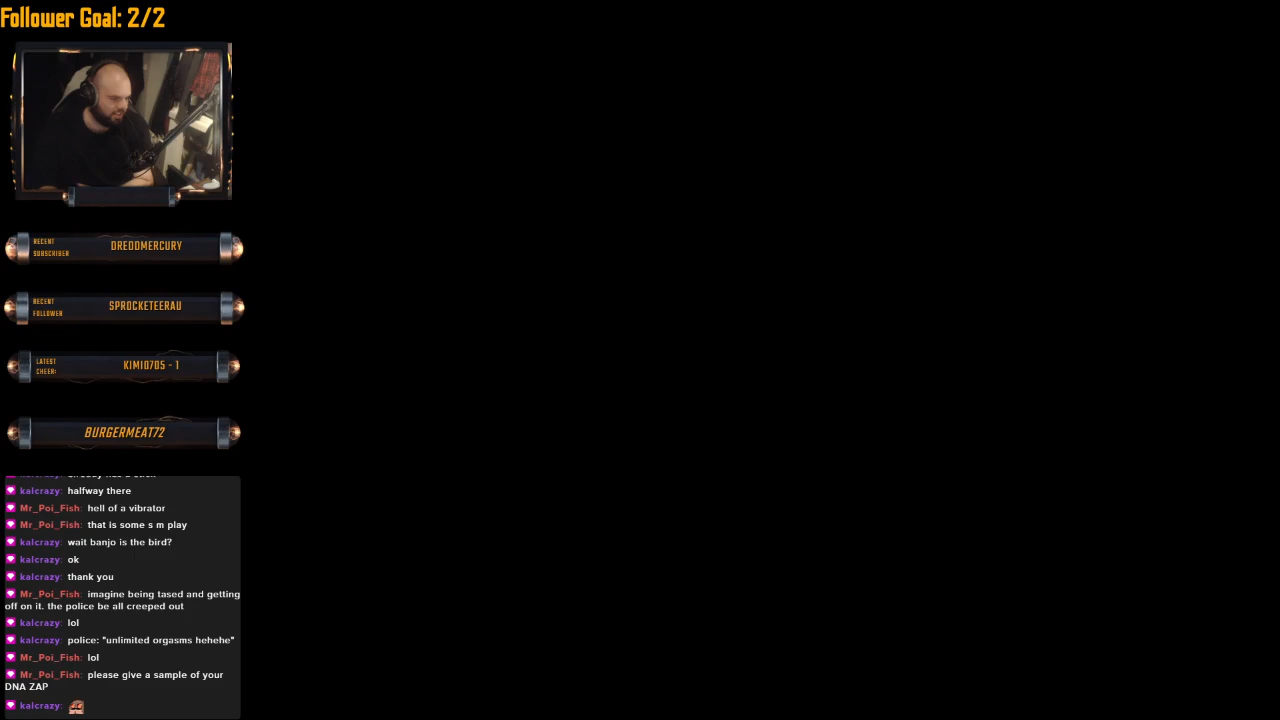 Follower Goal: 2/2
RECENT SUBSCRIBER
DREDDMERCURY
RECENT FOLLOWER
SPROCKETEERAU
LATEST CHEER:
KIMI0705 - 1
BURGERMEAT72
kalcrazy: halfway there
Mr_Poi_Fish: hell of a vibrator
Mr_Poi_Fish: that is some s m play
kalcrazy: wait banjo is the bird?
kalcrazy: ok
kalcrazy: thank you
Mr_Poi_Fish: imagine being tased and getting
off on it. the police be all creeped out
kalcrazy: lol
kalcrazy: police: "unlimited orgasms hehehe"
Mr_Poi_Fish: lol
Mr_Poi_Fish: please give a sample of your
DNA ZAP
kalcrazy: